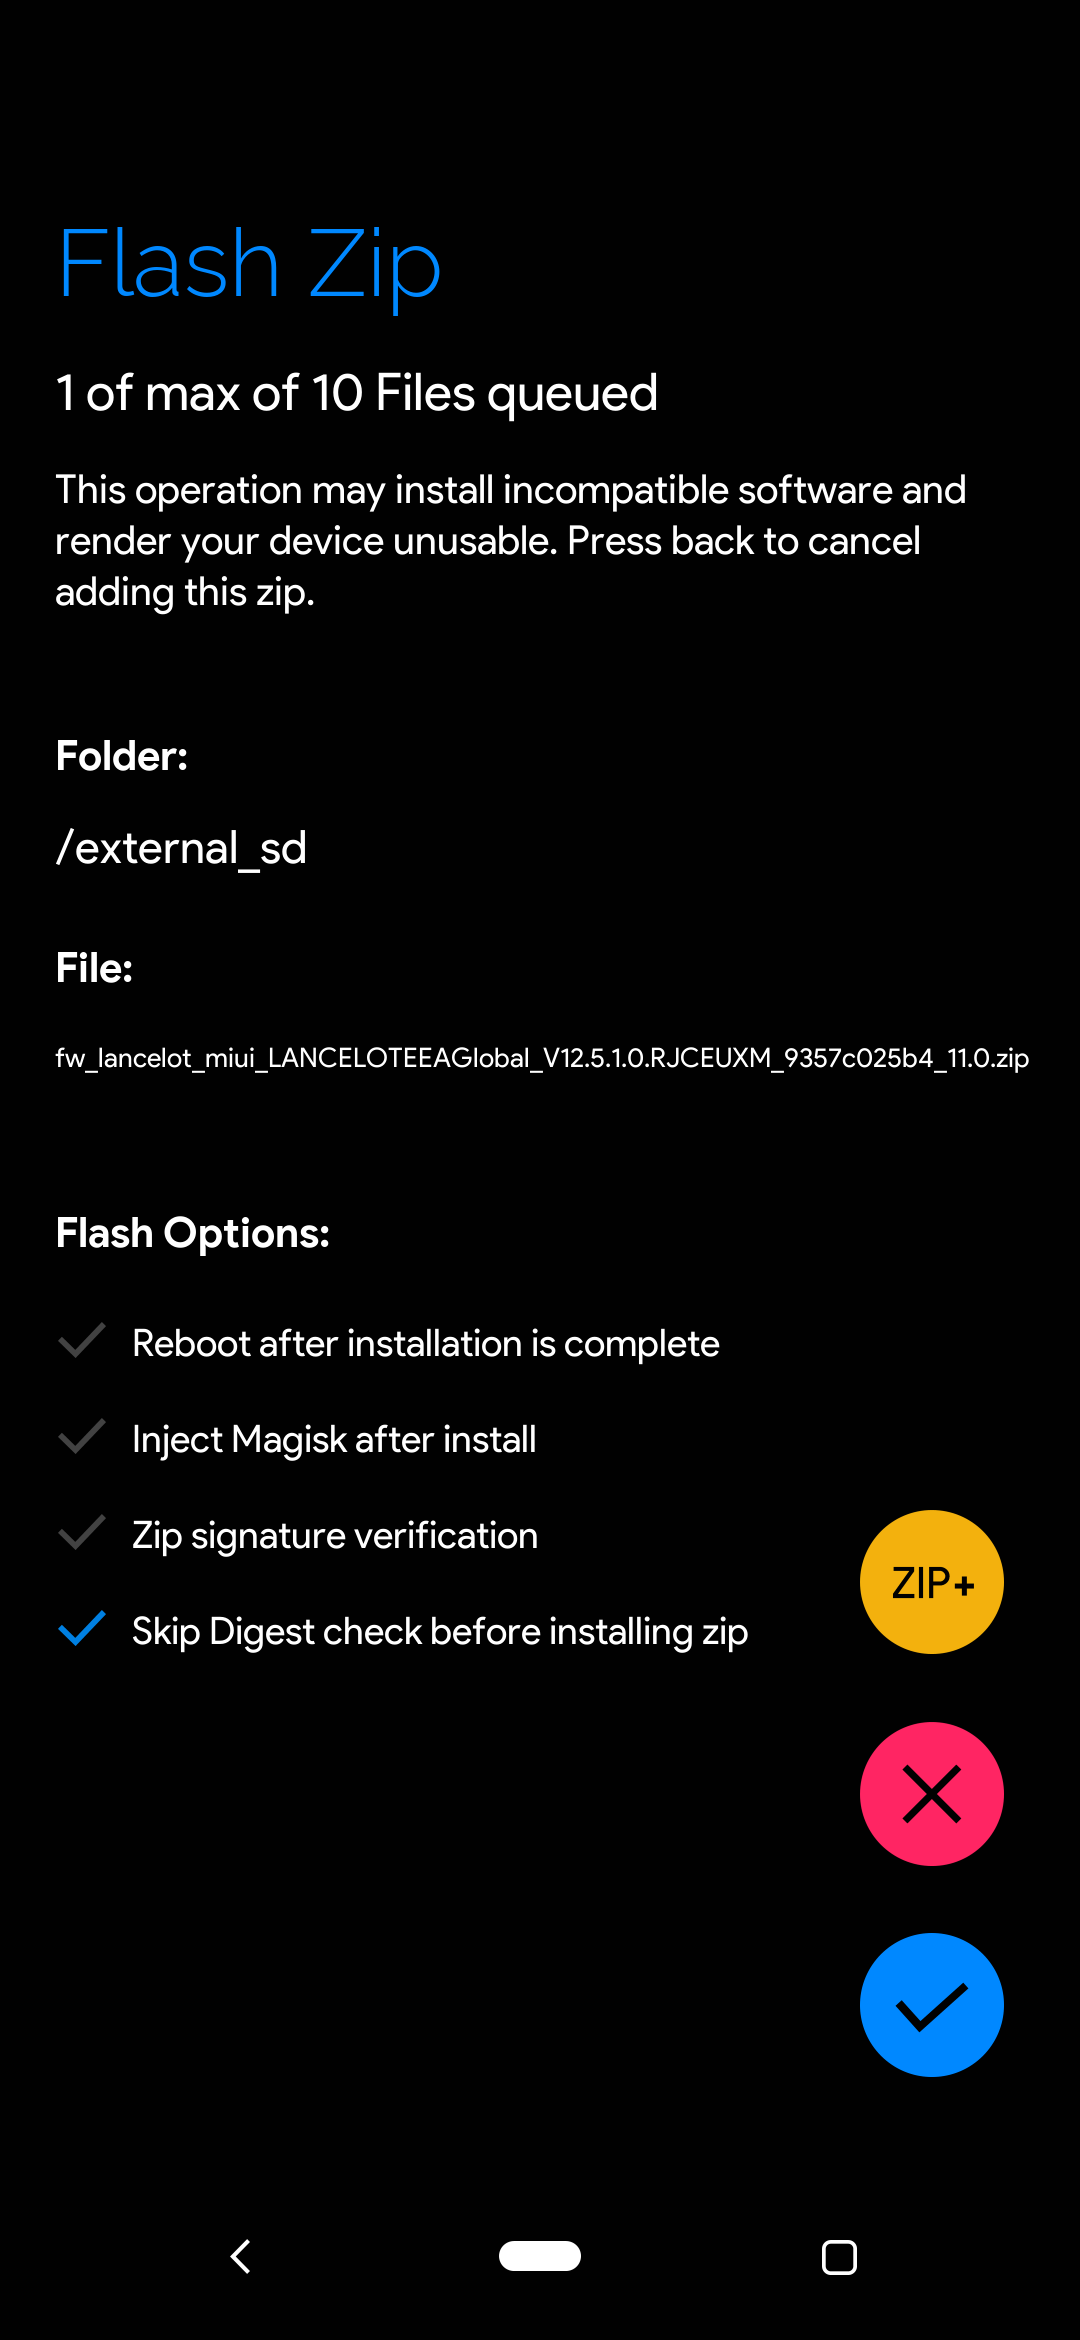 Flash Zip
1 of max of 10 Files queued
This operation may install incompatible software and
render your device unusable. Press back to cancel
adding this zip.
Folder:
/external_sd
File:
fw_lancelot_miui_LANCELOTEEAGlobal_V12.5.1.0.RJCEUXM_9357c025b4_11.0.zip
Flash Options:
Reboot after installation is complete
Inject Magisk after install
Zip signature verification
ZIP+
Skip Digest check before installing zip